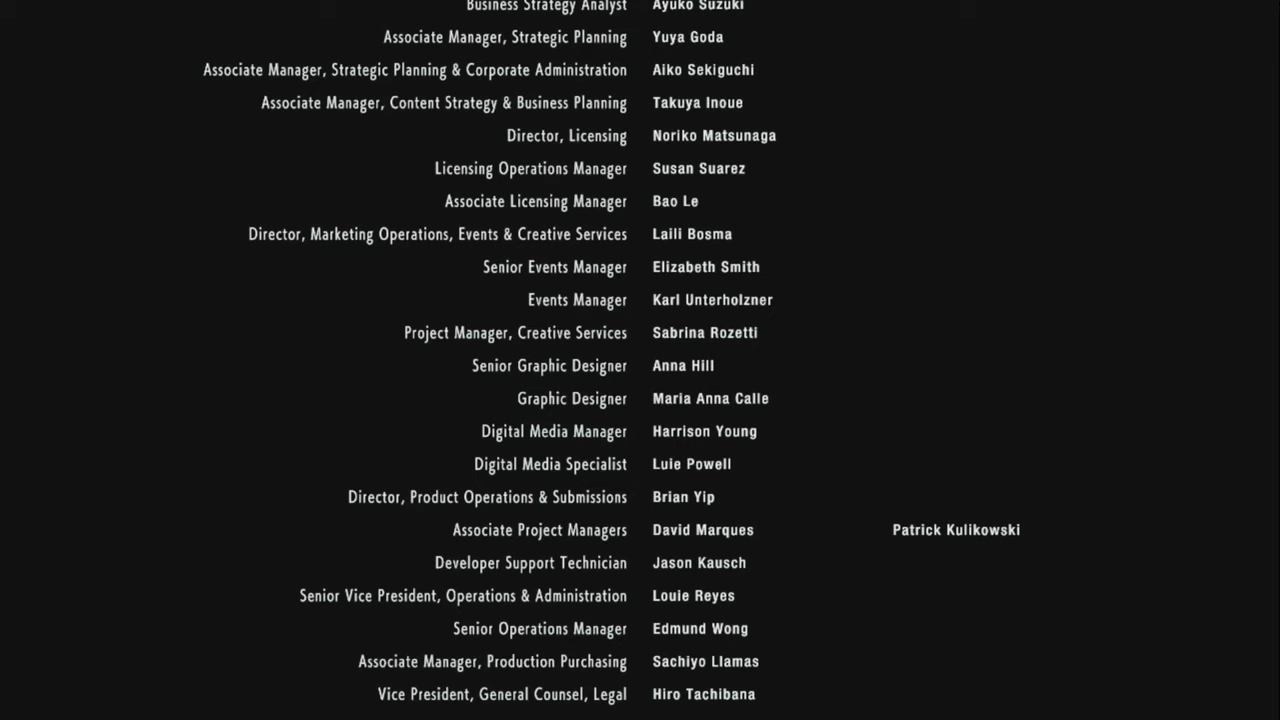 Business Strategy Analyst Ayuko Suzuki
Associate Manager, Strategic Planning Yuya Goda
Associate Manager, Strategic Planning & Corporate Administration Aiko Sekiguchi
Associate Manager, Content Strategy & Business Planning Takuya Inoue
Director, Licensing Noriko Matsunaga
Licensing Operations Manager Susan Suarez
Associate Licensing Manager Bao Le
Director, Marketing Operations, Events & Creative Services Laili Bosma
Senior Events Manager Elizabeth Smith
Events Manager Karl Unterholzner
Project Manager, Creative Services Sabrina Rozetti
Senior Graphic Designer Anna Hill
Graphic Designer Maria Anna Calle
Digital Media Manager Harrison Young
Digital Media Specialist Luie Powell
Director, Product Operations & Submissions Brian Yip
Associate Project Managers David Marques Patrick Kulikowski
Developer Support Technician Jason Kausch
Senior Vice President, Operations & Administration Louie Reyes
Senior Operations Manager Edmund Wong
Associate Manager, Production Purchasing Sachiyo Llamas
Vice President, General Counsel, Legal Hiro Tachibana